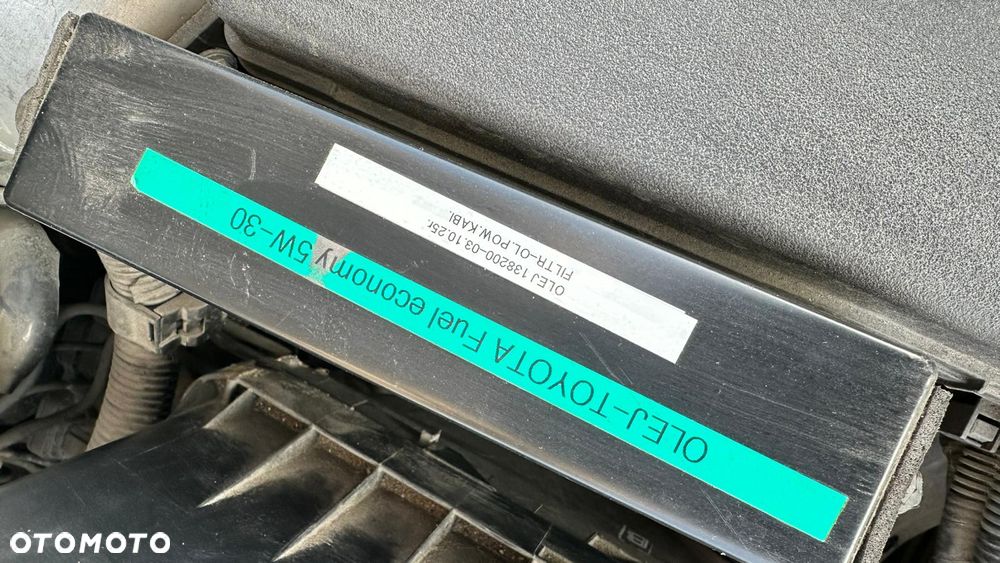 OLEJ 138200-03.10.25r.
FILTR-OL.POW.KABI.
OLEJ-TOYOTA Fuel economy 5W-30
B
OTOMOTO